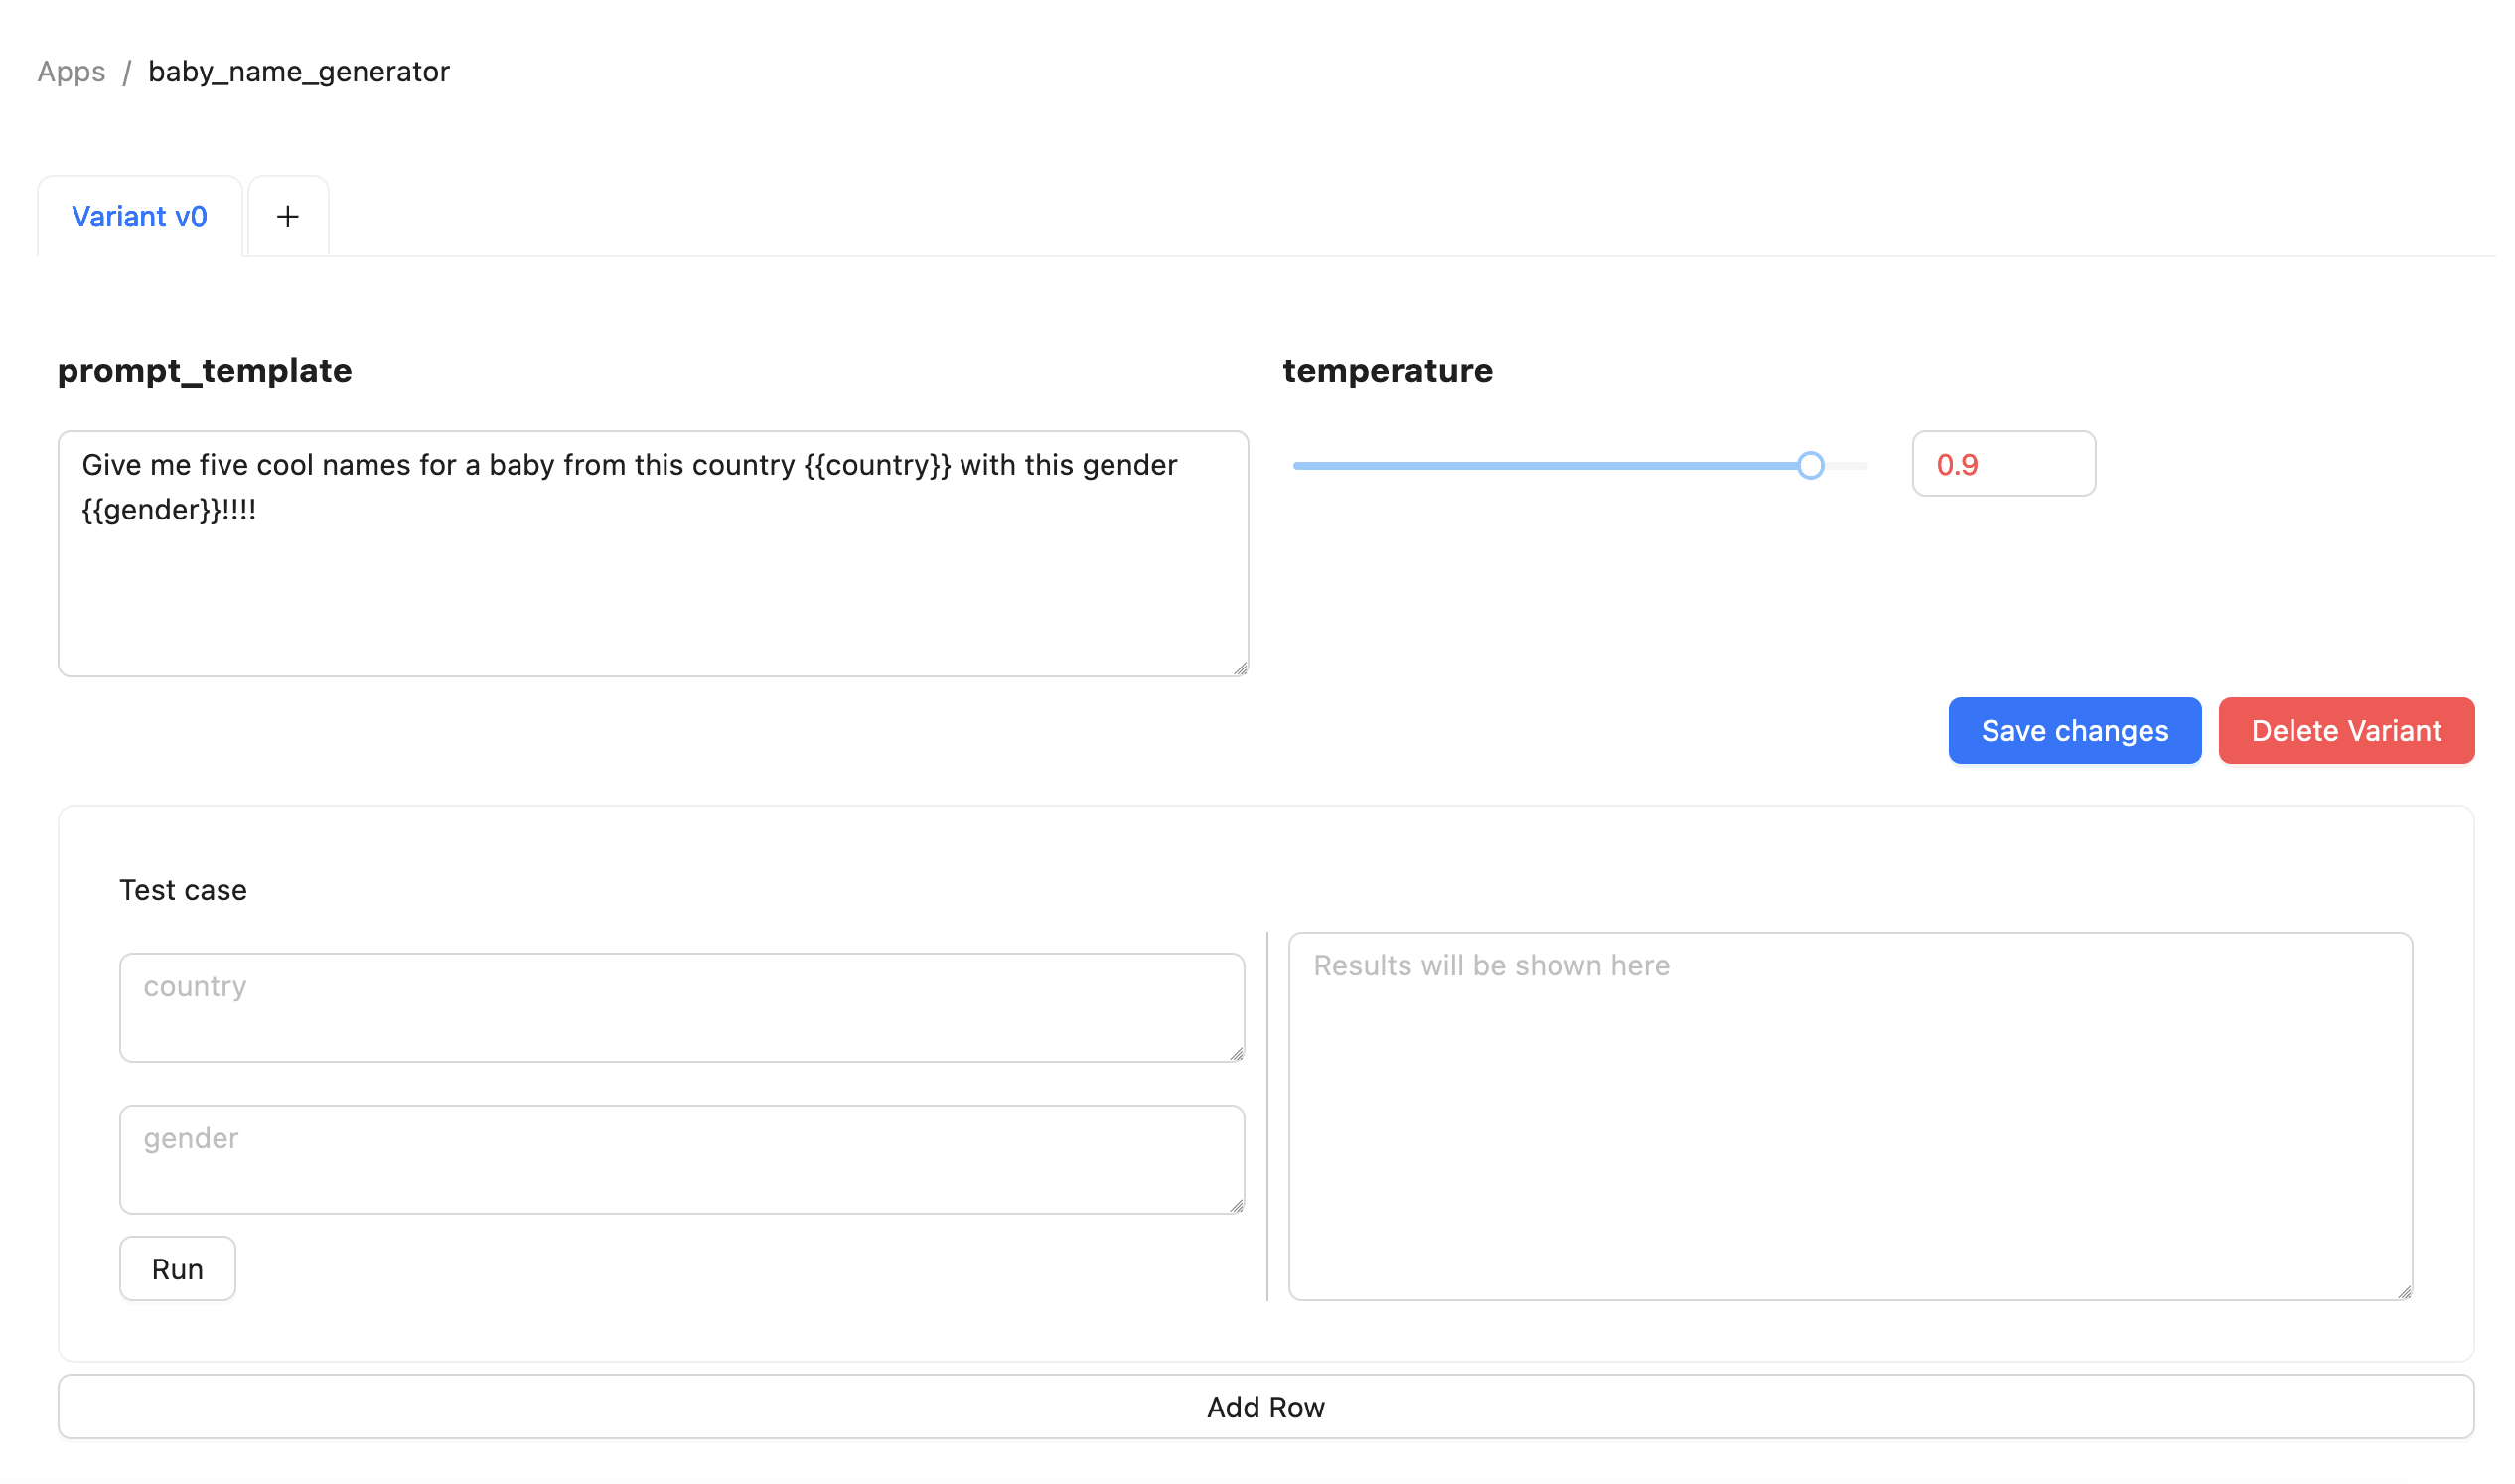 Apps / baby_name_generator
Variant v0 +
prompt_template
Give me five cool names for a baby from this country {{country}} with this gender
{{gender}}!!!!
temperature
0.9
Save changes
Delete Variant
Test case
country
gender
Run
Results will be shown here
Add Row